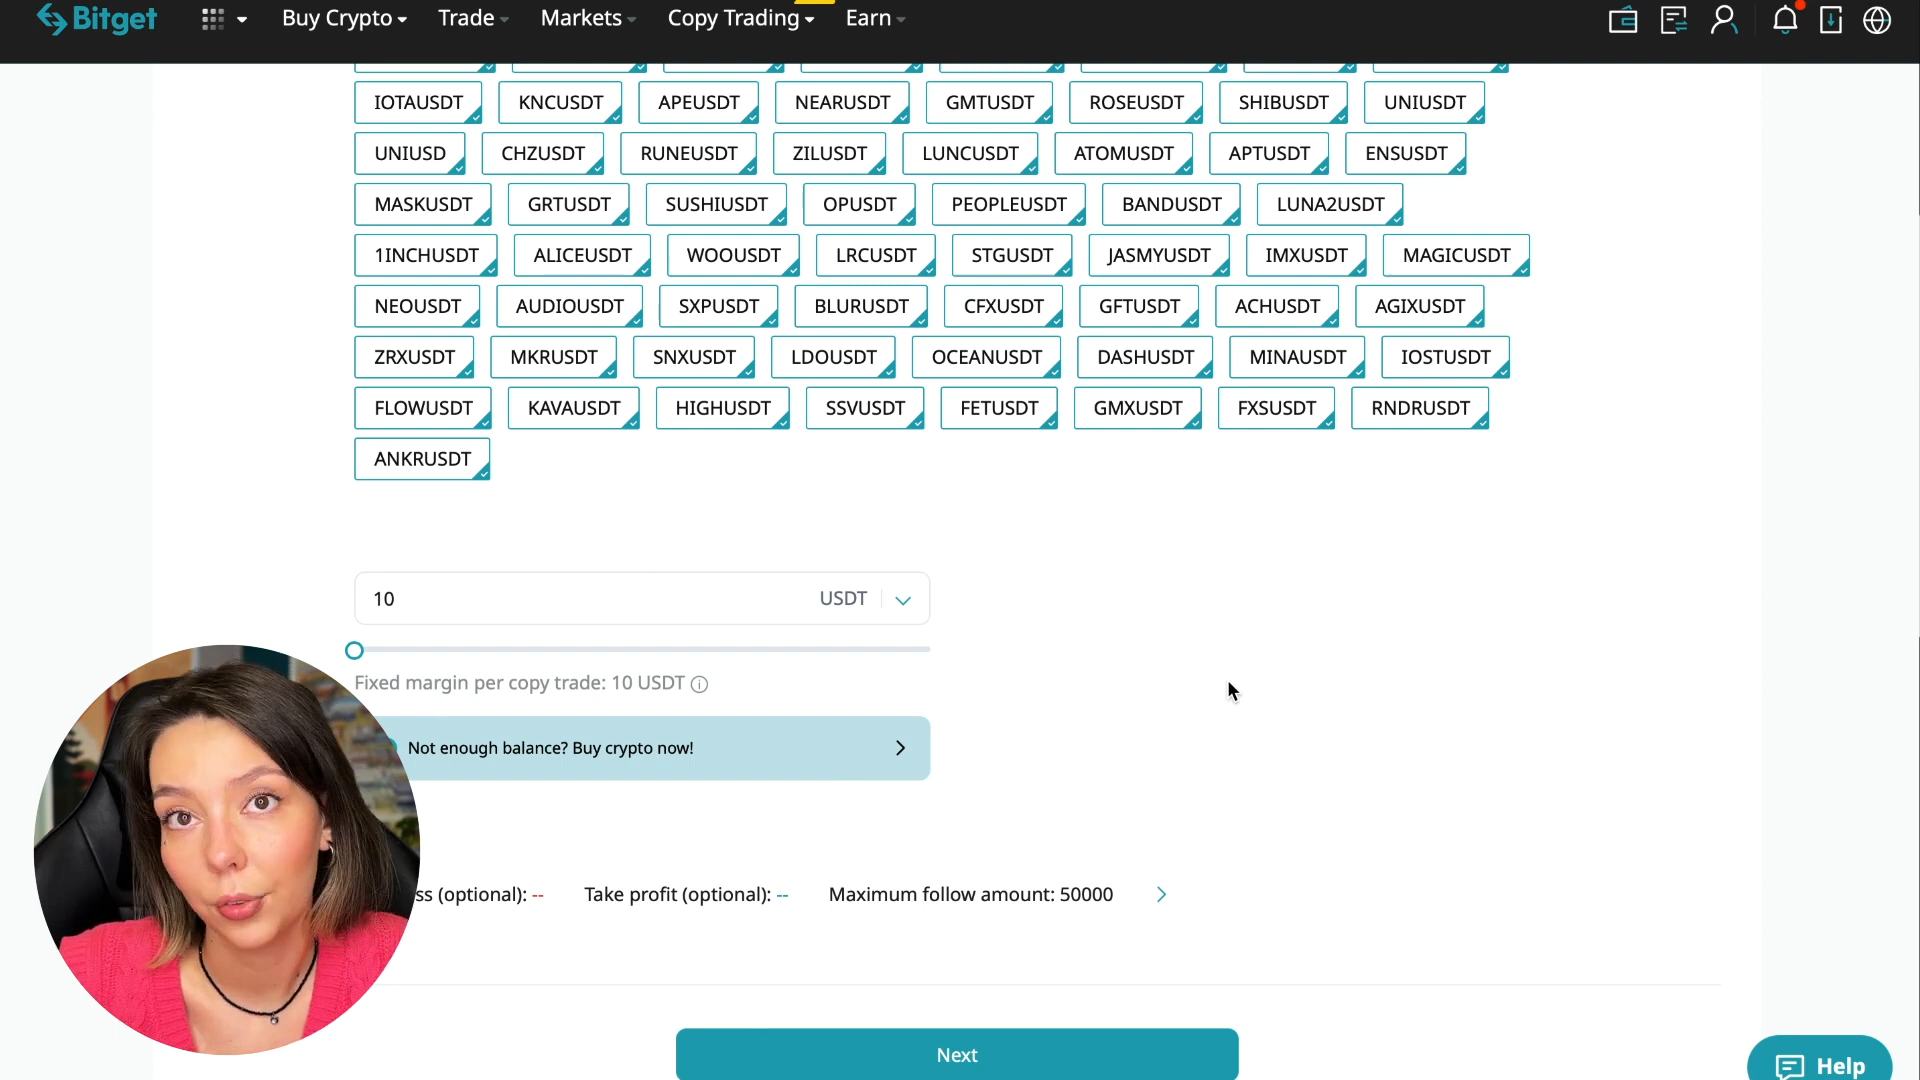 Bitget Buy Crypto Trade Markets Copy Trading Earn
IOTAUSDT KNCUSDT APEUSDT NEARUSDT GMTUSDT ROSEUSDT SHIBUSDT UNIUSDT
UNIUSD CHZUSDT RUNEUSDT ZILUSDT LUNCUSDT ATOMUSDT APTUSDT ENSUSDT
MASKUSDT GRTUSDT SUSHIUSDT OPUSDT PEOPLEUSDT BANDUSDT LUNA2USDT
1INCHUSDT ALICEUSDT WOOUSDT LRCUSDT STGUSDT JASMYUSDT IMXUSDT MAGICUSDT
NEOUSDT AUDIOUSDT SXPUSDT BLURUSDT CFXUSDT GFTUSDT ACHUSDT AGIXUSDT
ZRXUSDT MKRUSDT SNXUSDT LDOUSDT OCEANUSDT DASHUSDT MINAUSDT IOSTUSDT
FLOWUSDT KAVAUSDT HIGHUSDT SSVUSDT FETUSDT GMXUSDT FXSUSDT RNDRUSDT
ANKRUSDT
10 USDT
Fixed margin per copy trade: 10 USDT
Not enough balance? Buy crypto now!
ss (optional): -- Take profit (optional): -- Maximum follow amount: 50000
Next
Help